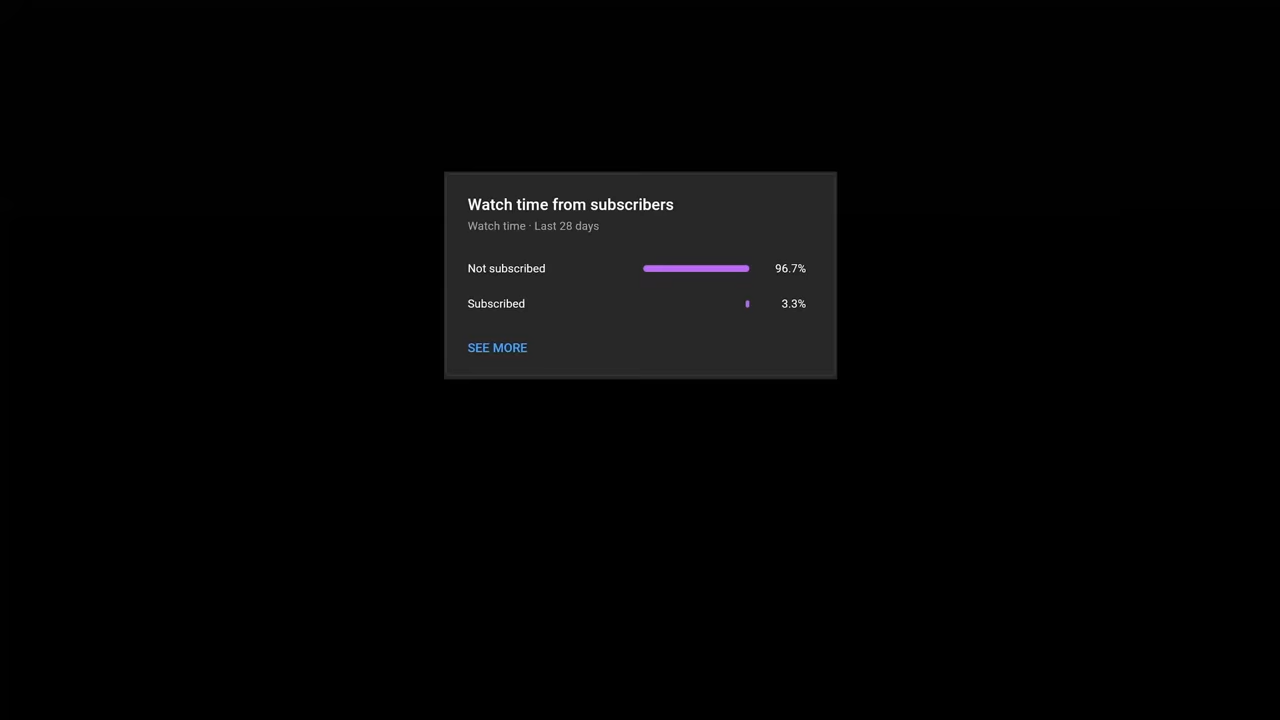 Watch time from subscribers
Watch time · Last 28 days
Not subscribed 96.7%
Subscribed 3.3%
SEE MORE